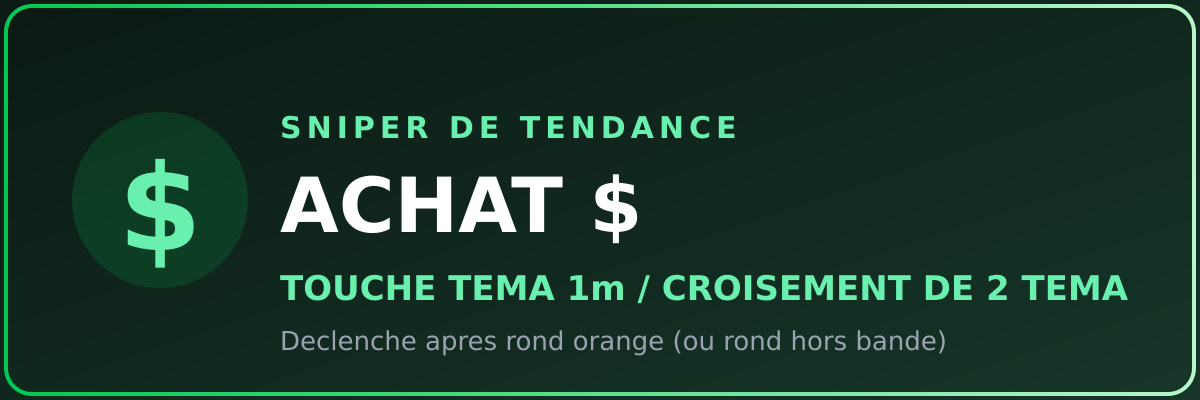 $
SNIPER DE TENDANCE
ACHAT $
TOUCHE TEMA 1m / CROISEMENT DE 2 TEMA
Declenche apres rond orange (ou rond hors bande)